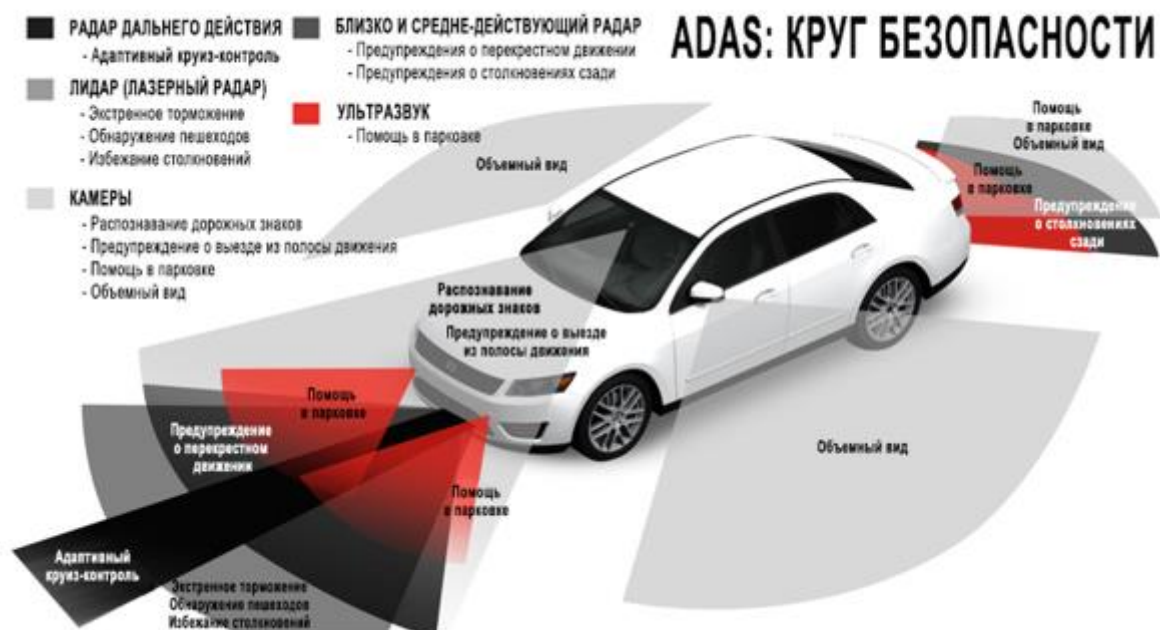 ADAS: КРУГ БЕЗОПАСНОСТИ
РАДАР ДАЛЬНЕГО ДЕЙСТВИЯ
- Адаптивный круиз-контроль
ЛИДАР (ЛАЗЕРНЫЙ РАДАР)
- Экстренное торможение
- Обнаружение пешеходов
- Избежание столкновений
КАМЕРЫ
- Распознавание дорожных знаков
- Предупреждение о выезде из полосы движения
- Помощь в парковке
- Объемный вид
БЛИЗКО И СРЕДНЕ-ДЕЙСТВУЮЩИЙ РАДАР
- Предупреждения о перекрестном движении
- Предупреждения о столкновениях сзади
УЛЬТРАЗВУК
- Помощь в парковке
Объемный вид
Помощь
в парковке
Объемный вид
Помощь
в парковке
Предупреждение
о столкновениях
сзади
Распознавание
дорожных знаков
Предупреждение о выезде
из полосы движения
Помощь
в парковке
Предупреждение
о перекрестном
движении
Объемный вид
Помощь
в парковке
Адаптивный
круиз-контроль
Экстренное торможение
Обнаружение пешеходов
Избежание столкновений